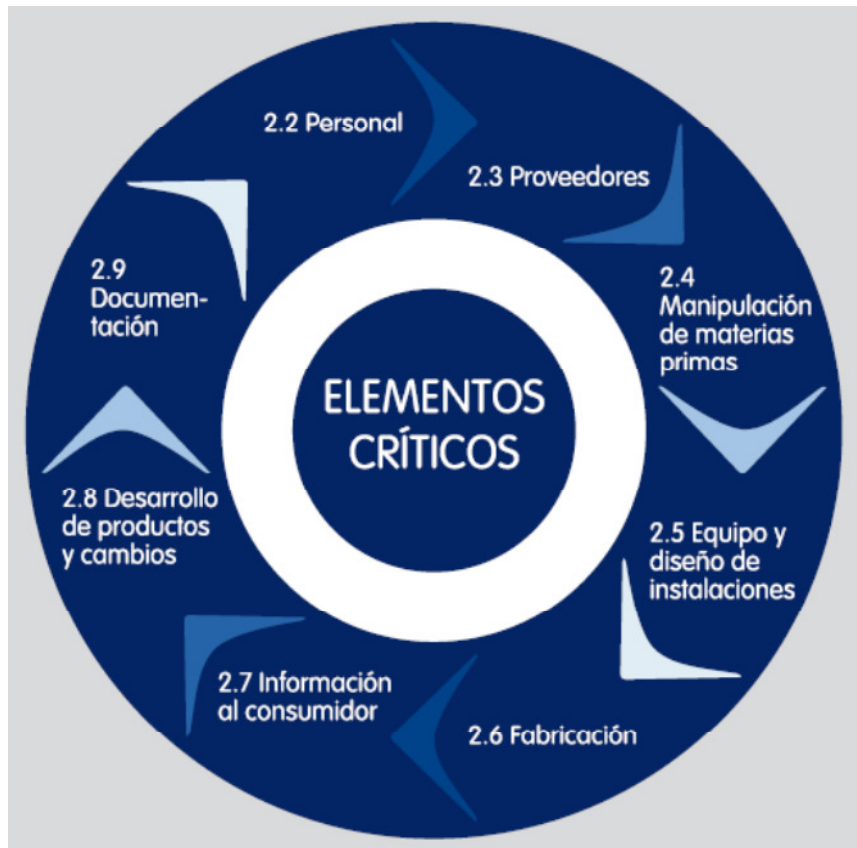 2.2 Personal
2.3 Proveedores
2.4
Manipulación
de materias
primas
2.5 Equipo y
diseño de
instalaciones
2.6 Fabricación
2.7 Información
al consumidor
2.8 Desarrollo
de productos
y cambios
2.9
Documen-
tación
ELEMENTOS
CRÍTICOS